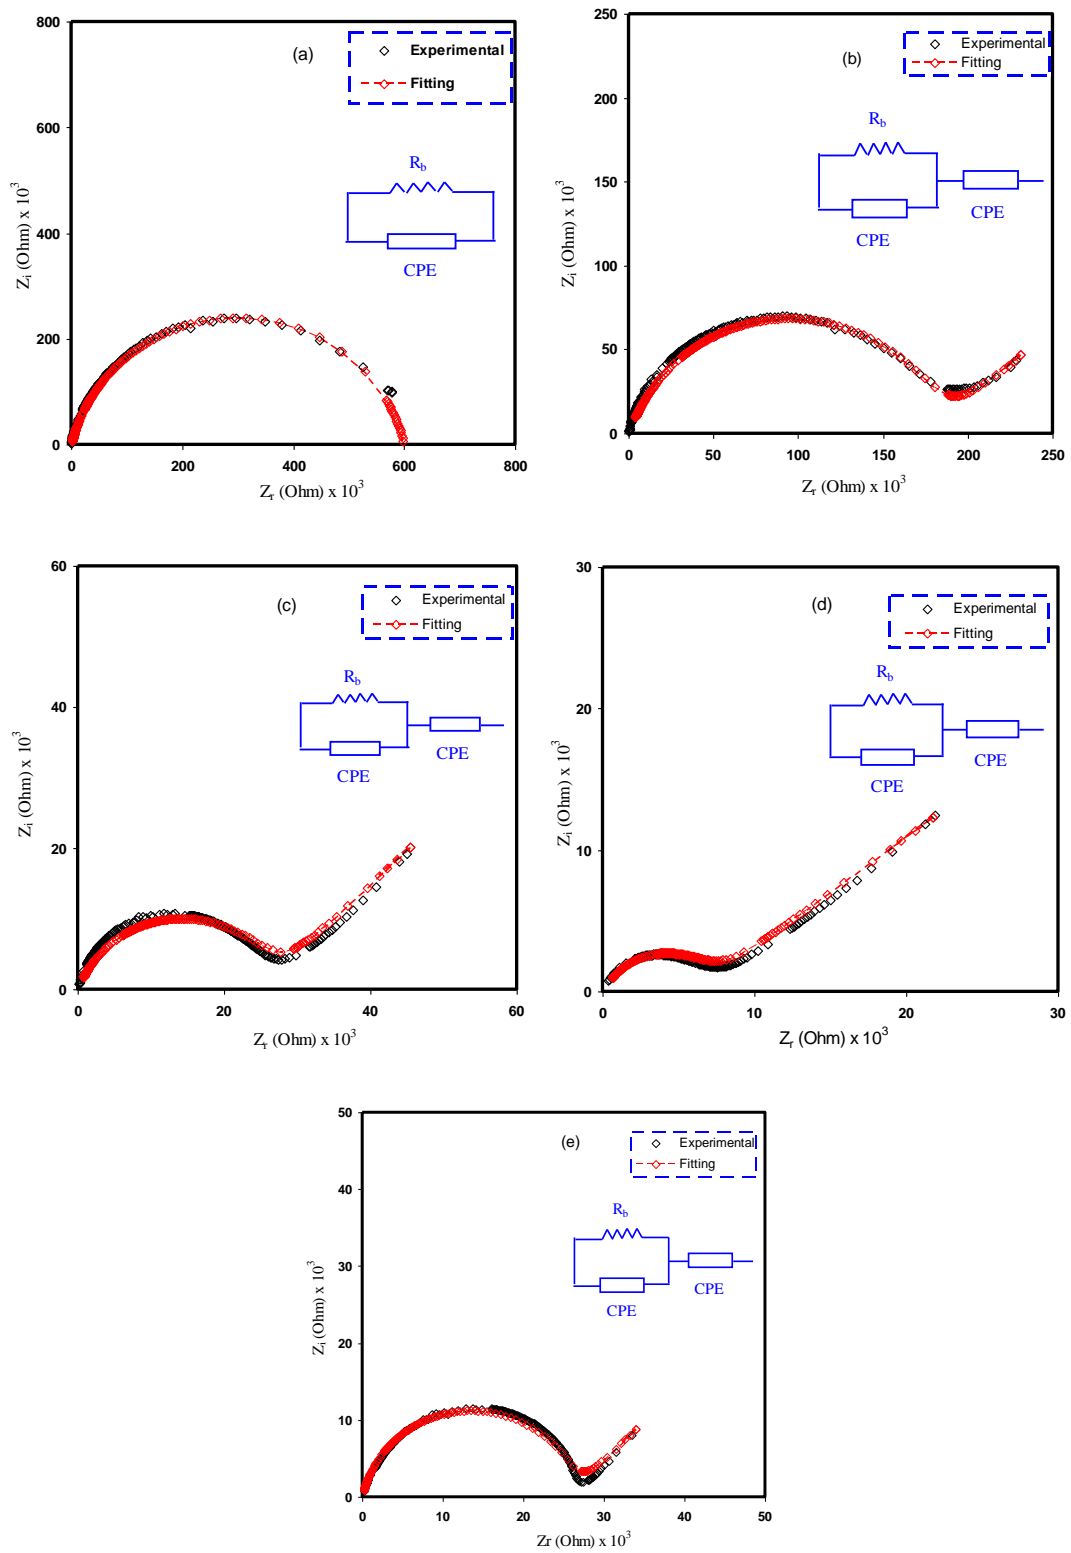 (a)
Experimental
Fitting
R_b
CPE
800
600
400
200
0
0 200 400 600 800
Z_i (Ohm) x 10^3
Z_r (Ohm) x 10^3
(b)
Experimental
Fitting
R_b
CPE
CPE
250
200
150
100
50
0
0 50 100 150 200 250
Z_i (Ohm) x 10^3
Z_r (Ohm) x 10^3
(c)
Experimental
Fitting
R_b
CPE
CPE
60
40
20
0
0 20 40 60
Z_i (Ohm) x 10^3
Z_r (Ohm) x 10^3
(d)
Experimental
Fitting
R_b
CPE
CPE
30
20
10
0
0 10 20 30
Z_i (Ohm) x 10^3
Z_r (Ohm) x 10^3
(e)
Experimental
Fitting
R_b
CPE
CPE
50
40
30
20
10
0
0 10 20 30 40 50
Z_i (Ohm) x 10^3
Zr (Ohm) x 10^3